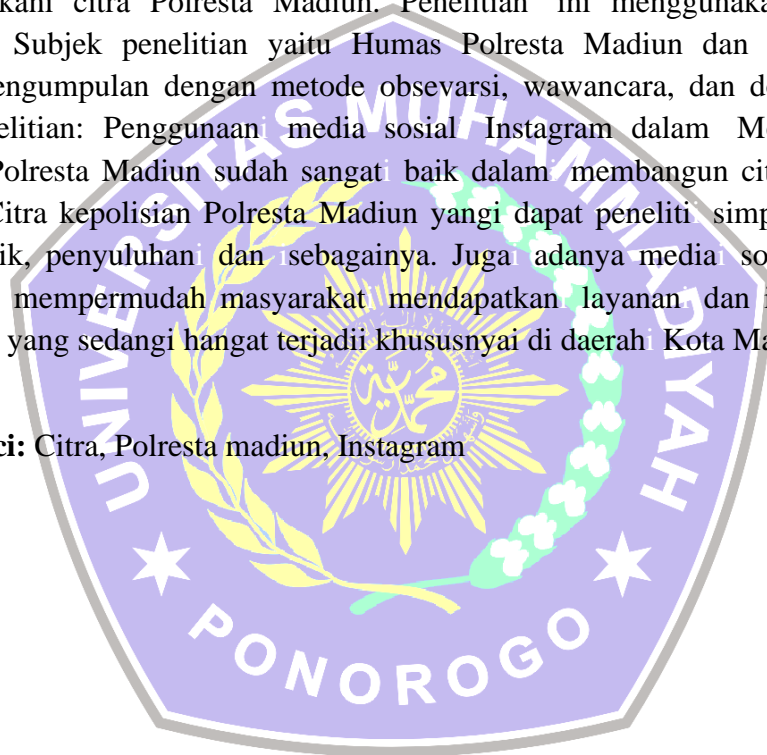 kani citra Polresta Madiun. Penelitian ini menggunaka
Subjek penelitian yaitu Humas Polresta Madiun dan
engumpulan dengan metode obsevarsi, wawancara, dan do
elitian: Penggunaan media sosial Instagram dalam Me
Polresta Madiun sudah sangat baik dalam membangun cit
Citra kepolisian Polresta Madiun yangi dapat peneliti simp
ik, penyuluhan dan sebagainya. Juga adanya media so
mempermudah masyarakat mendapatkan layanan dan i
yang sedangi hangat terjadii khususnyai di daerah Kota Ma
ci: Citra, Polresta madiun, Instagram
UNIVERSITAS MUHAMMADIYAH
PONOROGO